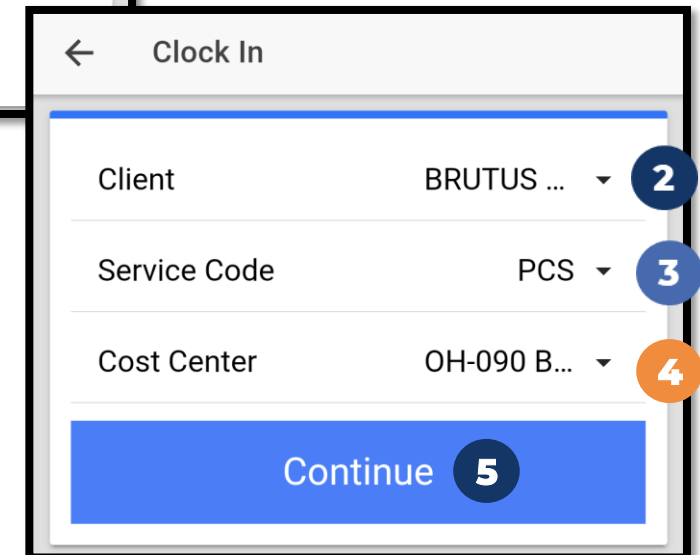 Clock In
Client BRUTUS ... 2
Service Code PCS 3
Cost Center OH-090 B... 4
Continue 5